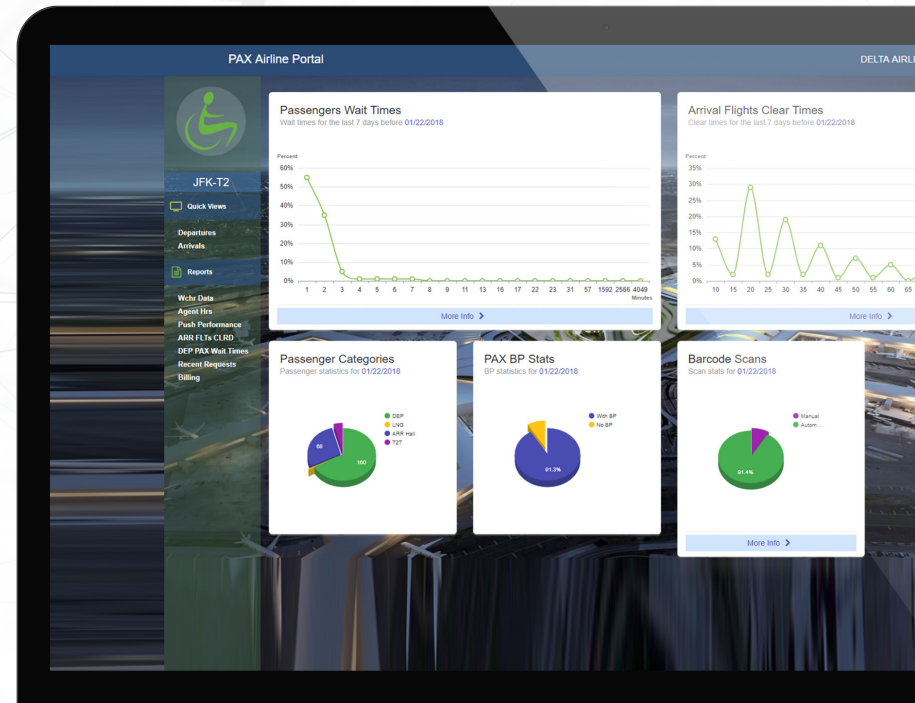 PAX Airline Portal
DELTA AIRLI
JFK-T2
Quick Views
Departures
Arrivals
Reports
Wchr Data
Agent Hrs
Push Performance
ARR FLTs CLRD
DEP PAX Wait Times
Recent Requests
Billing
Passengers Wait Times
Wait times for the last 7 days before 01/22/2018
Percent
60%
50%
40%
30%
20%
10%
0%
1 2 3 4 5 6 7 8 9 11 13 16 17 22 23 31 57 1592 2566 4049
Minutes
More Info
Arrival Flights Clear Times
Clear times for the last 7 days before 01/22/2018
Percent
35%
30%
25%
20%
15%
10%
5%
0%
10 15 20 25 30 35 40 45 50 55 60 65
More Info
Passenger Categories
Passenger statistics for 01/22/2018
DEP
LNG
ARR Hall
T2T
160
PAX BP Stats
BP statistics for 01/22/2018
With BP
No BP
91.3%
Barcode Scans
Scan stats for 01/22/2018
Manual
Autom...
91.4%
More Info